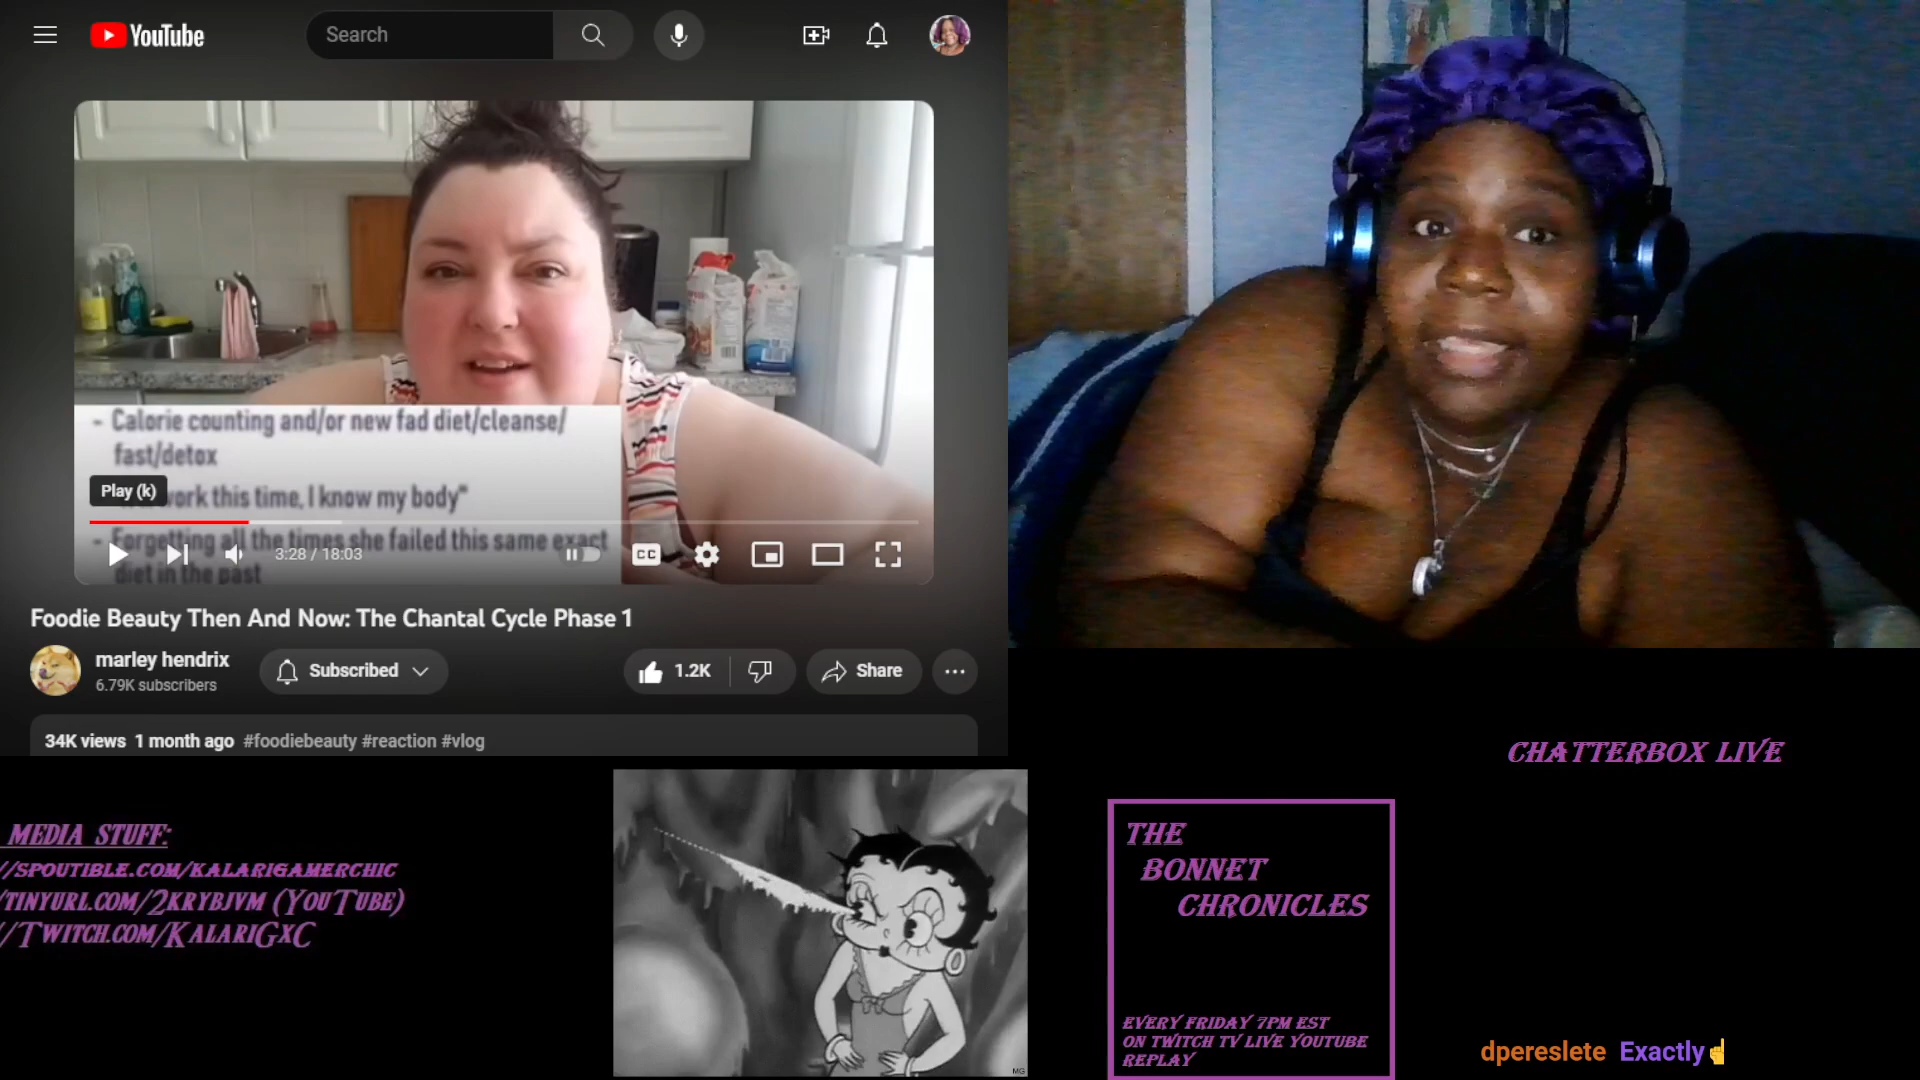 YouTube
Search
- Calorie counting and/or new fad diet/cleanse/
fast/detox
Play (k)
work this time, I know my body"
- Forgetting all the times she failed this same exact
diet in the past
3:28 / 18:03
CC
Foodie Beauty Then And Now: The Chantal Cycle Phase 1
marley hendrix
6.79K subscribers
Subscribed
1.2K
Share
34K views 1 month ago #foodiebeauty #reaction #vlog
MEDIA STUFF:
//SPOUTIBLE.COM/KALARIGAMERCHIC
/TINYURL.COM/2KRYBJVM (YOUTUBE)
//TWITCH.COM/KALARIGXC
MG
CHATTERBOX LIVE
THE
BONNET
CHRONICLES
EVERY FRIDAY 7PM EST
ON TWITCH TV LIVE YOUTUBE
REPLAY
dpereslete Exactly☝